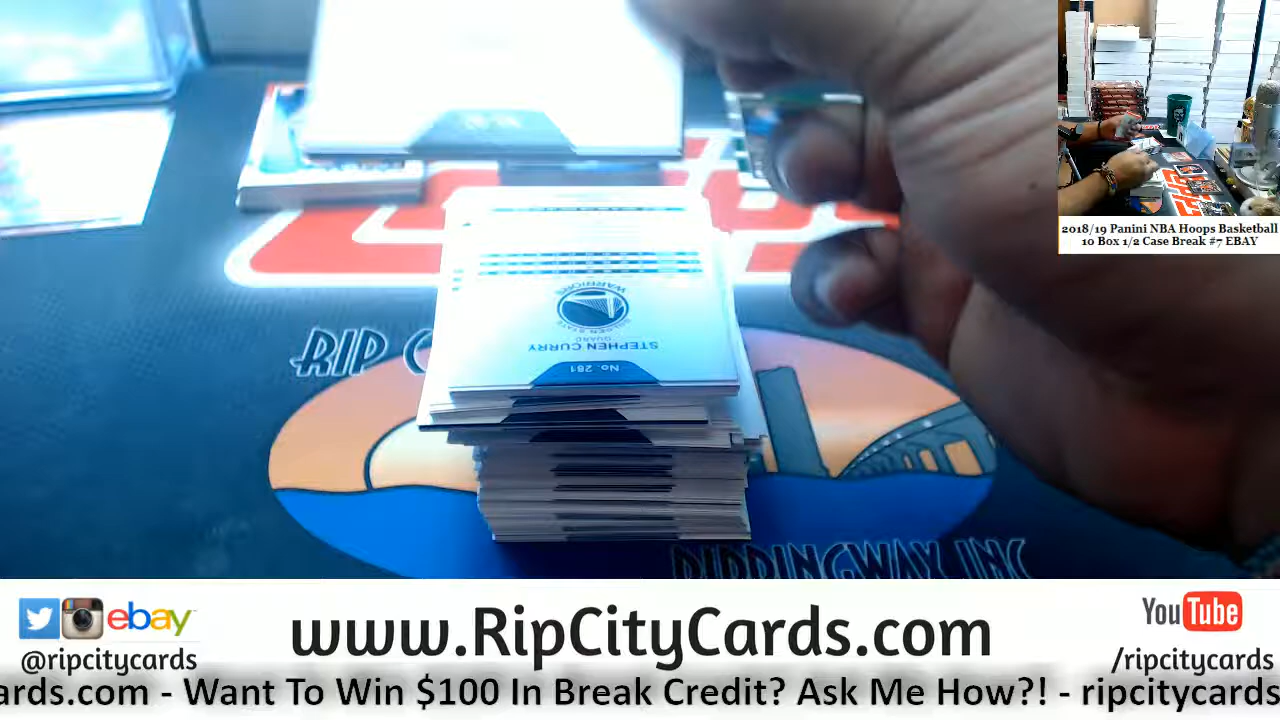 2018/19 Panini NBA Hoops Basketball
10 Box 1/2 Case Break #7 EBAY
WARRIORS
GOLDEN STATE
GUARD
STEPHEN CURRY
No. 281
RIP C
RIPPINGWAX INC
ebay
YouTube
www.RipCityCards.com
@ripcitycards
/ripcitycards
ards.com - Want To Win $100 In Break Credit? Ask Me How?! - ripcitycards